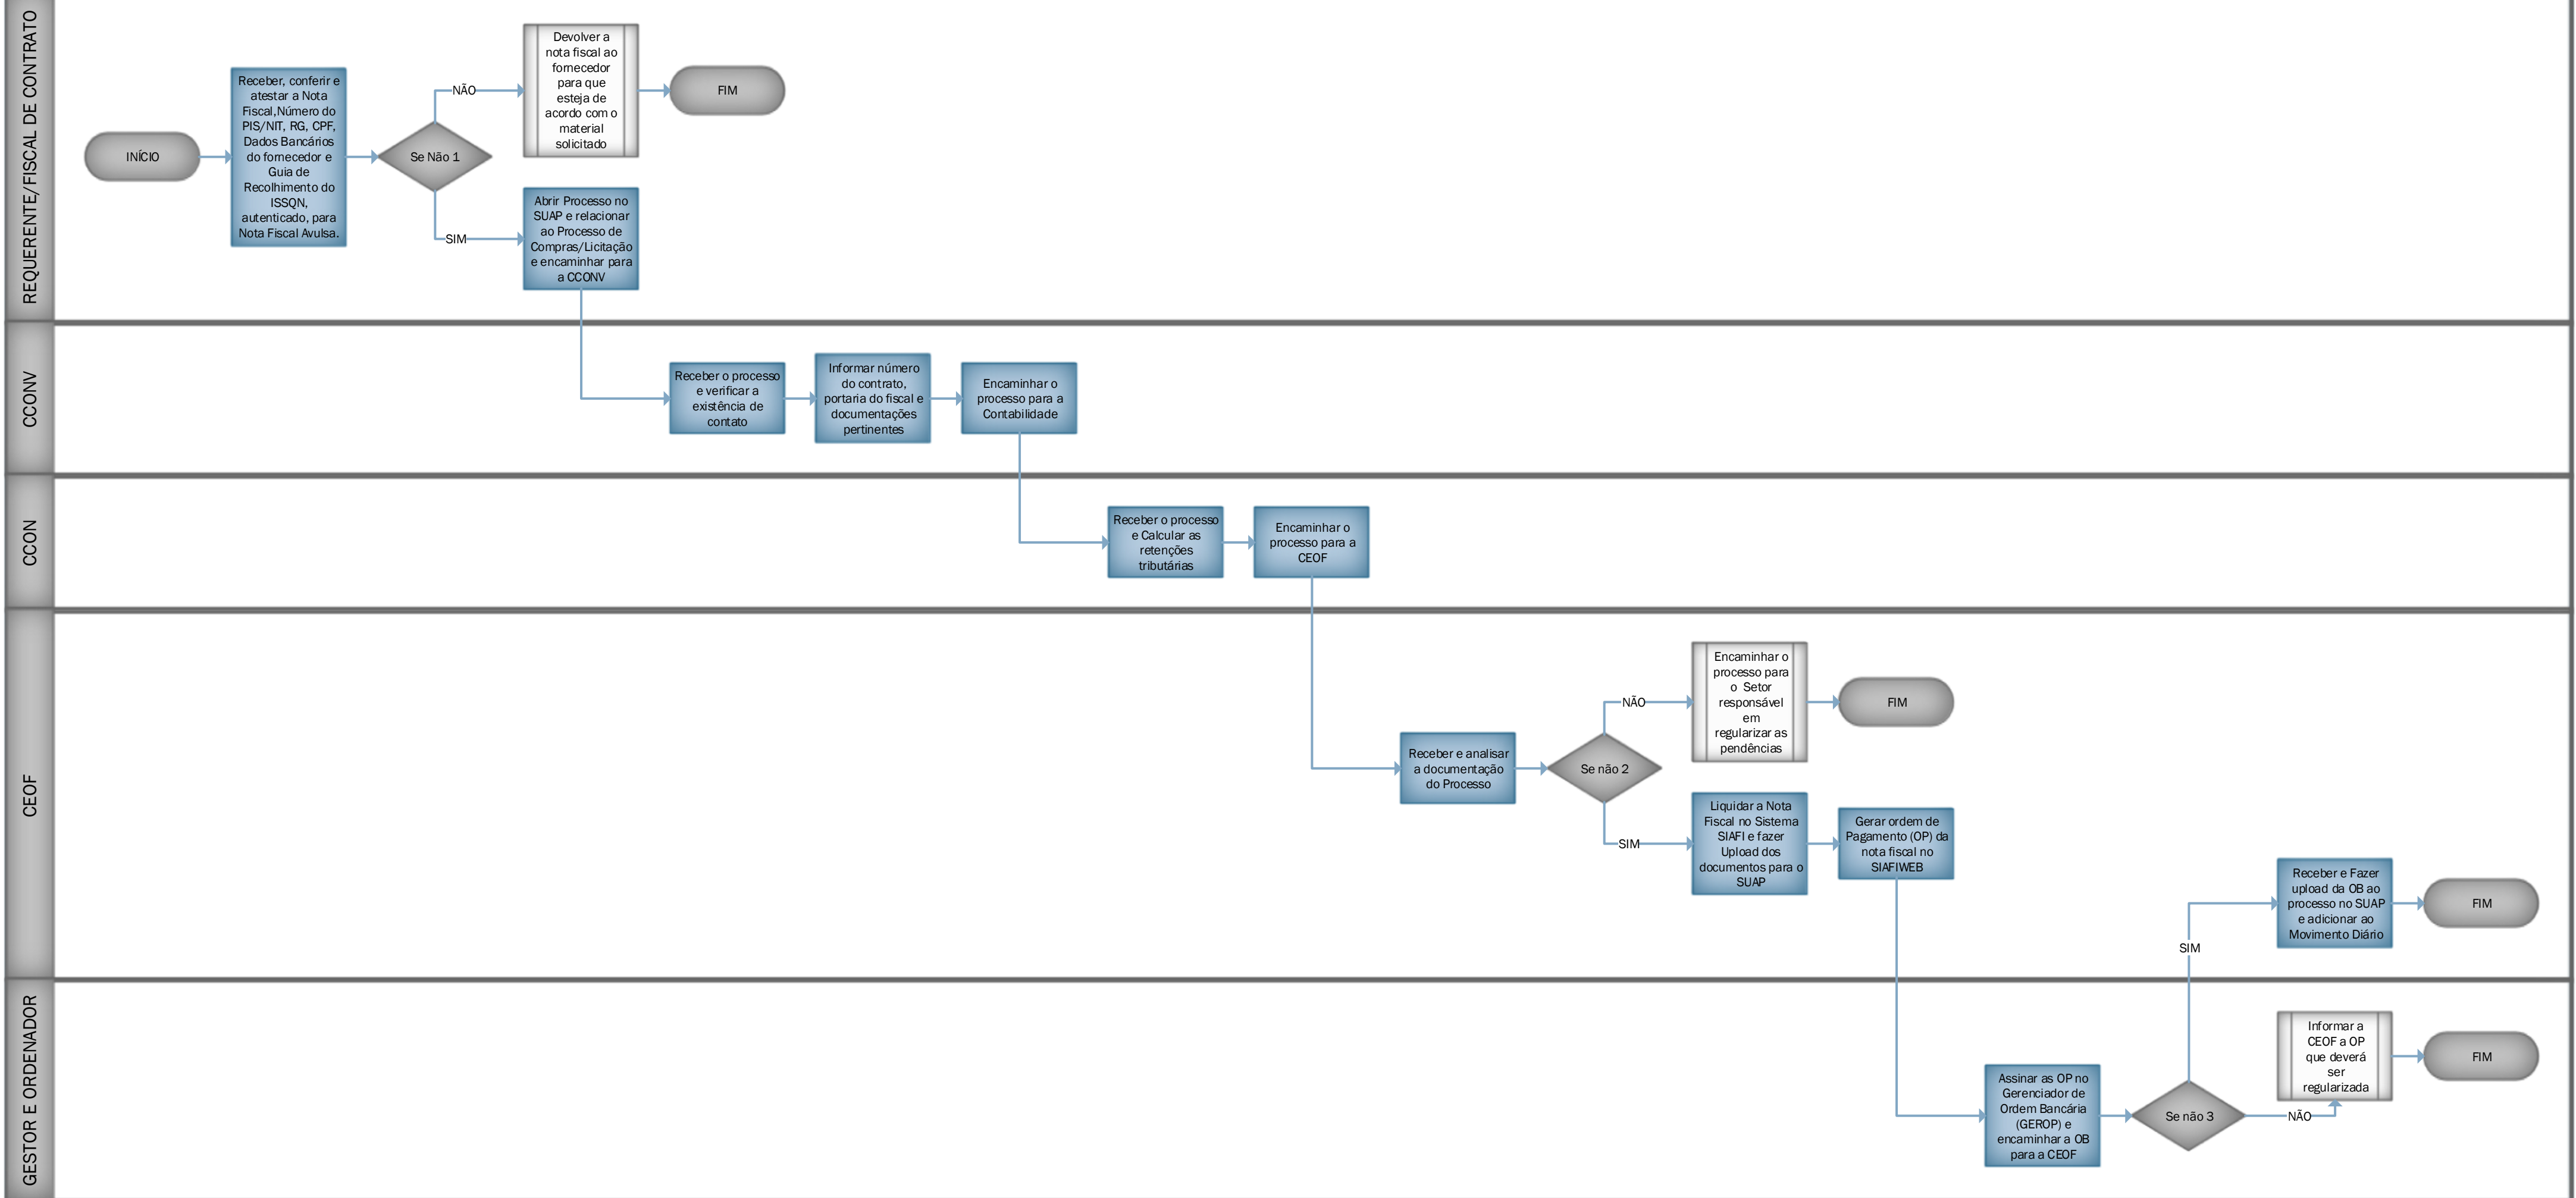 REQUERENTE/FISCAL DE CONTRATO
INÍCIO
Receber, conferir e
atestar a Nota
Fiscal,Número do
PIS/NIT, RG, CPF,
Dados Bancários
do fornecedor e
Guia de
Recolhimento do
ISSQN,
autenticado, para
Nota Fiscal Avulsa.
Se Não 1
NÃO
Devolver a
nota fiscal ao
fornecedor
para que
esteja de
acordo com o
material
solicitado
FIM
SIM
Abrir Processo no
SUAP e relacionar
ao Processo de
Compras/Licitação
e encaminhar para
a CCONV
CCONV
Receber o processo
e verificar a
existência de
contato
Informar número
do contrato,
portaria do fiscal e
documentações
pertinentes
Encaminhar o
processo para a
Contabilidade
CCON
Receber o processo
e Calcular as
retenções
tributárias
Encaminhar o
processo para a
CEOF
CEOF
Receber e analisar
a documentação
do Processo
Se não 2
NÃO
Encaminhar o
processo para
o Setor
responsável
em
regularizar as
pendências
FIM
SIM
Liquidar a Nota
Fiscal no Sistema
SIAFI e fazer
Upload dos
documentos para o
SUAP
Gerar ordem de
Pagamento (OP) da
nota fiscal no
SIAFIWEB
SIM
Receber e Fazer
upload da OB ao
processo no SUAP
e adicionar ao
Movimento Diário
FIM
GESTOR E ORDENADOR
Assinar as OP no
Gerenciador de
Ordem Bancária
(GEROP) e
encaminhar a OB
para a CEOF
Se não 3
NÃO
Informar a
CEOF a OP
que deverá
ser
regularizada
FIM